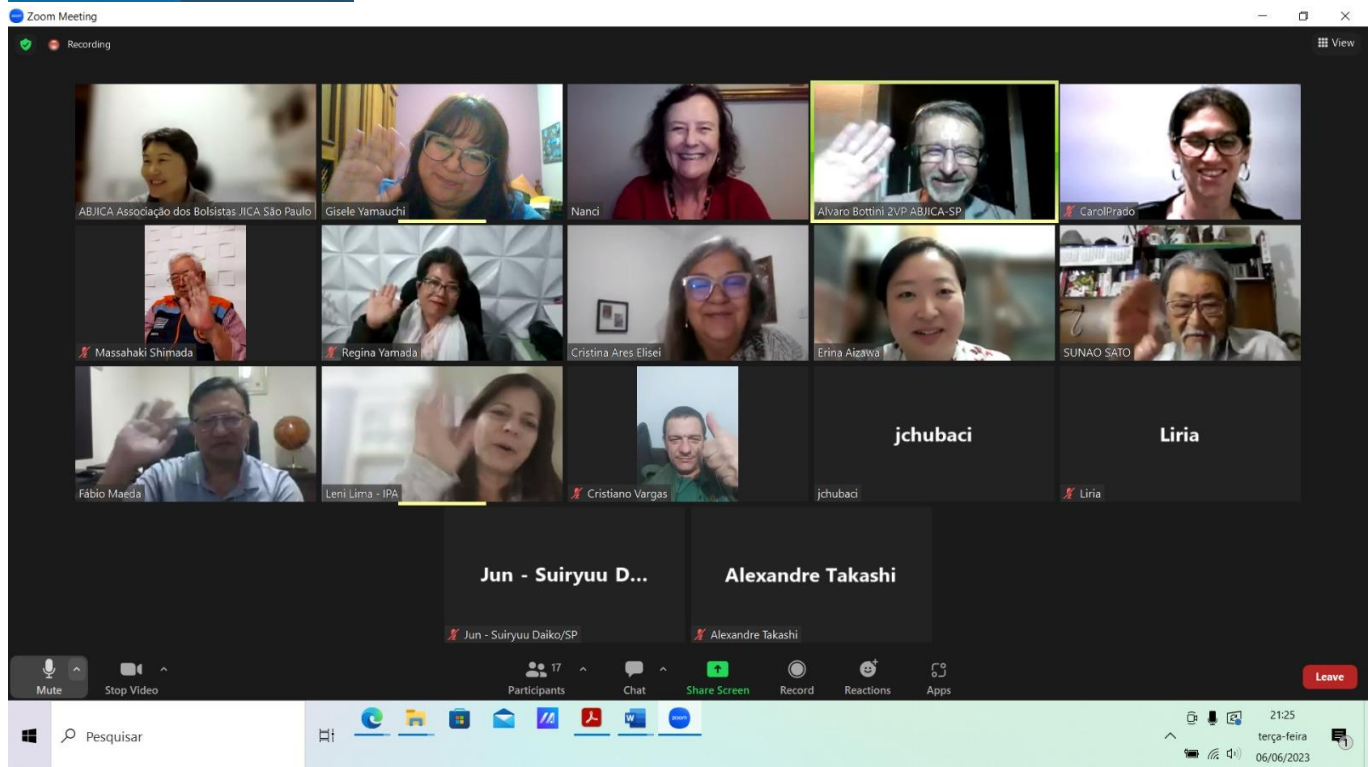 Zoom Meeting
Recording
View
ABJICA Associação dos Bolsistas JICA São Paulo
Gisele Yamauchi
Nanci
Alvaro Bottini 2VP ABJICA-SP
CarolPrado
Massahaki Shimada
Regina Yamada
Cristina Ares Elisei
Erina Aizawa
SUNAO SATO
Fábio Maeda
Leni Lima - IPA
Cristiano Vargas
jchubaci
jchubaci
Liria
Liria
Jun - Suiryuu D...
Jun - Suiryuu Daiko/SP
Alexandre Takashi
Alexandre Takashi
Mute
Stop Video
17
Participants
Chat
Share Screen
Record
Reactions
Apps
Leave
Pesquisar
zoom
21:25
terça-feira
06/06/2023
1